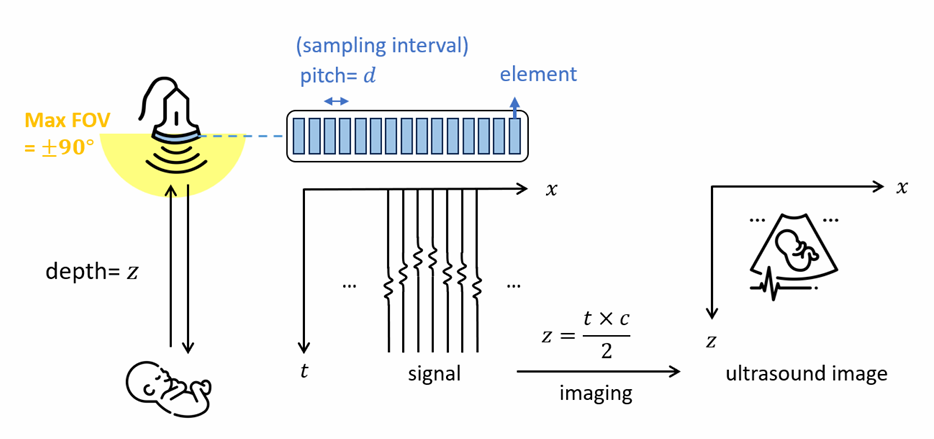 (sampling interval)
pitch= d
element
Max FOV
= ±90°
x
x
depth= z
...
...
...
...
t
signal
z = t × c / 2
imaging
z
ultrasound image